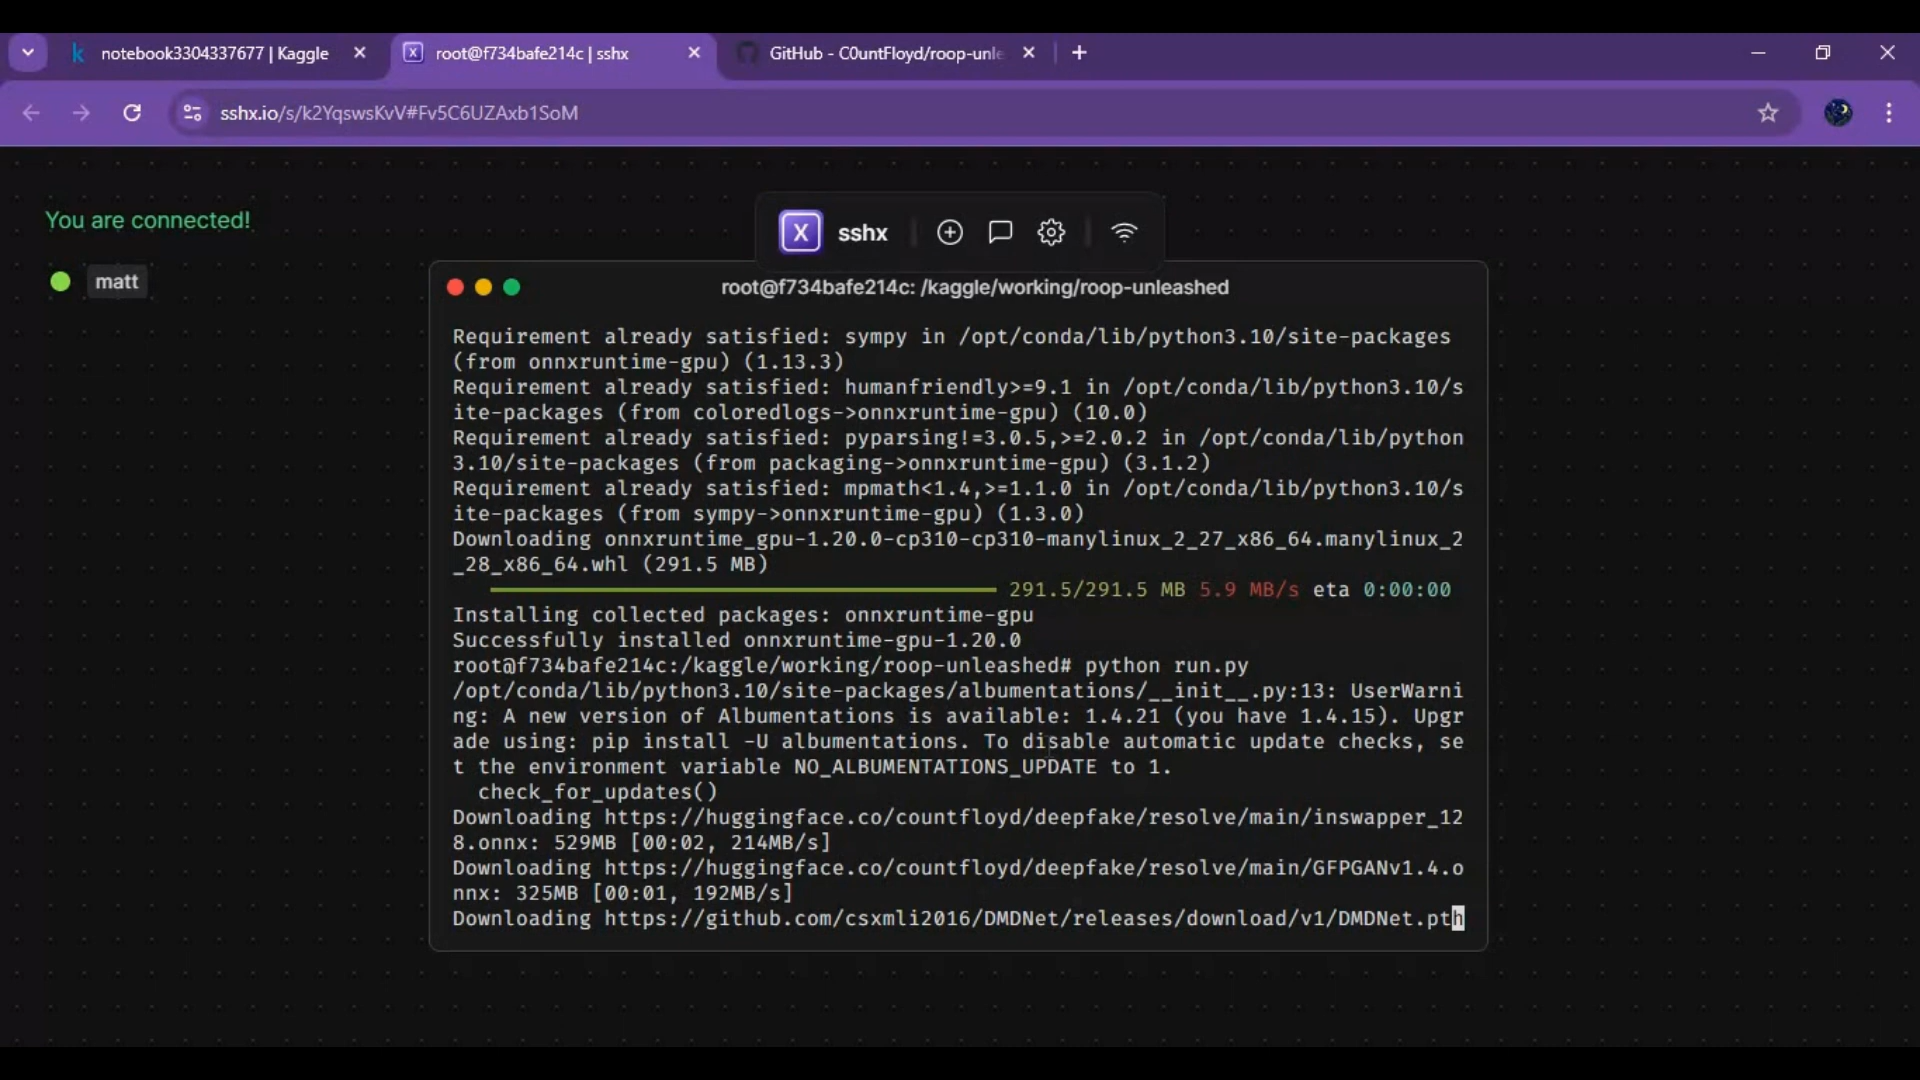 notebook3304337677 | Kaggle
root@f734bafe214c | sshx
GitHub - C0untFloyd/roop-unle
sshx.io/s/k2YqswsKvV#Fv5C6UZAxb1SoM
You are connected!
X sshx
matt
root@f734bafe214c: /kaggle/working/roop-unleashed
Requirement already satisfied: sympy in /opt/conda/lib/python3.10/site-packages
(from onnxruntime-gpu) (1.13.3)
Requirement already satisfied: humanfriendly>=9.1 in /opt/conda/lib/python3.10/s
ite-packages (from coloredlogs->onnxruntime-gpu) (10.0)
Requirement already satisfied: pyparsing!=3.0.5,>=2.0.2 in /opt/conda/lib/python
3.10/site-packages (from packaging->onnxruntime-gpu) (3.1.2)
Requirement already satisfied: mpmath<1.4,>=1.1.0 in /opt/conda/lib/python3.10/s
ite-packages (from sympy->onnxruntime-gpu) (1.3.0)
Downloading onnxruntime_gpu-1.20.0-cp310-cp310-manylinux_2_27_x86_64.manylinux_2
_28_x86_64.whl (291.5 MB)
291.5/291.5 MB 5.9 MB/s eta 0:00:00
Installing collected packages: onnxruntime-gpu
Successfully installed onnxruntime-gpu-1.20.0
root@f734bafe214c:/kaggle/working/roop-unleashed# python run.py
/opt/conda/lib/python3.10/site-packages/albumentations/__init__.py:13: UserWarni
ng: A new version of Albumentations is available: 1.4.21 (you have 1.4.15). Upgr
ade using: pip install -U albumentations. To disable automatic update checks, se
t the environment variable NO_ALBUMENTATIONS_UPDATE to 1.
check_for_updates()
Downloading https://huggingface.co/countfloyd/deepfake/resolve/main/inswapper_12
8.onnx: 529MB [00:02, 214MB/s]
Downloading https://huggingface.co/countfloyd/deepfake/resolve/main/GFPGANv1.4.o
nnx: 325MB [00:01, 192MB/s]
Downloading https://github.com/csxmli2016/DMDNet/releases/download/v1/DMDNet.pth